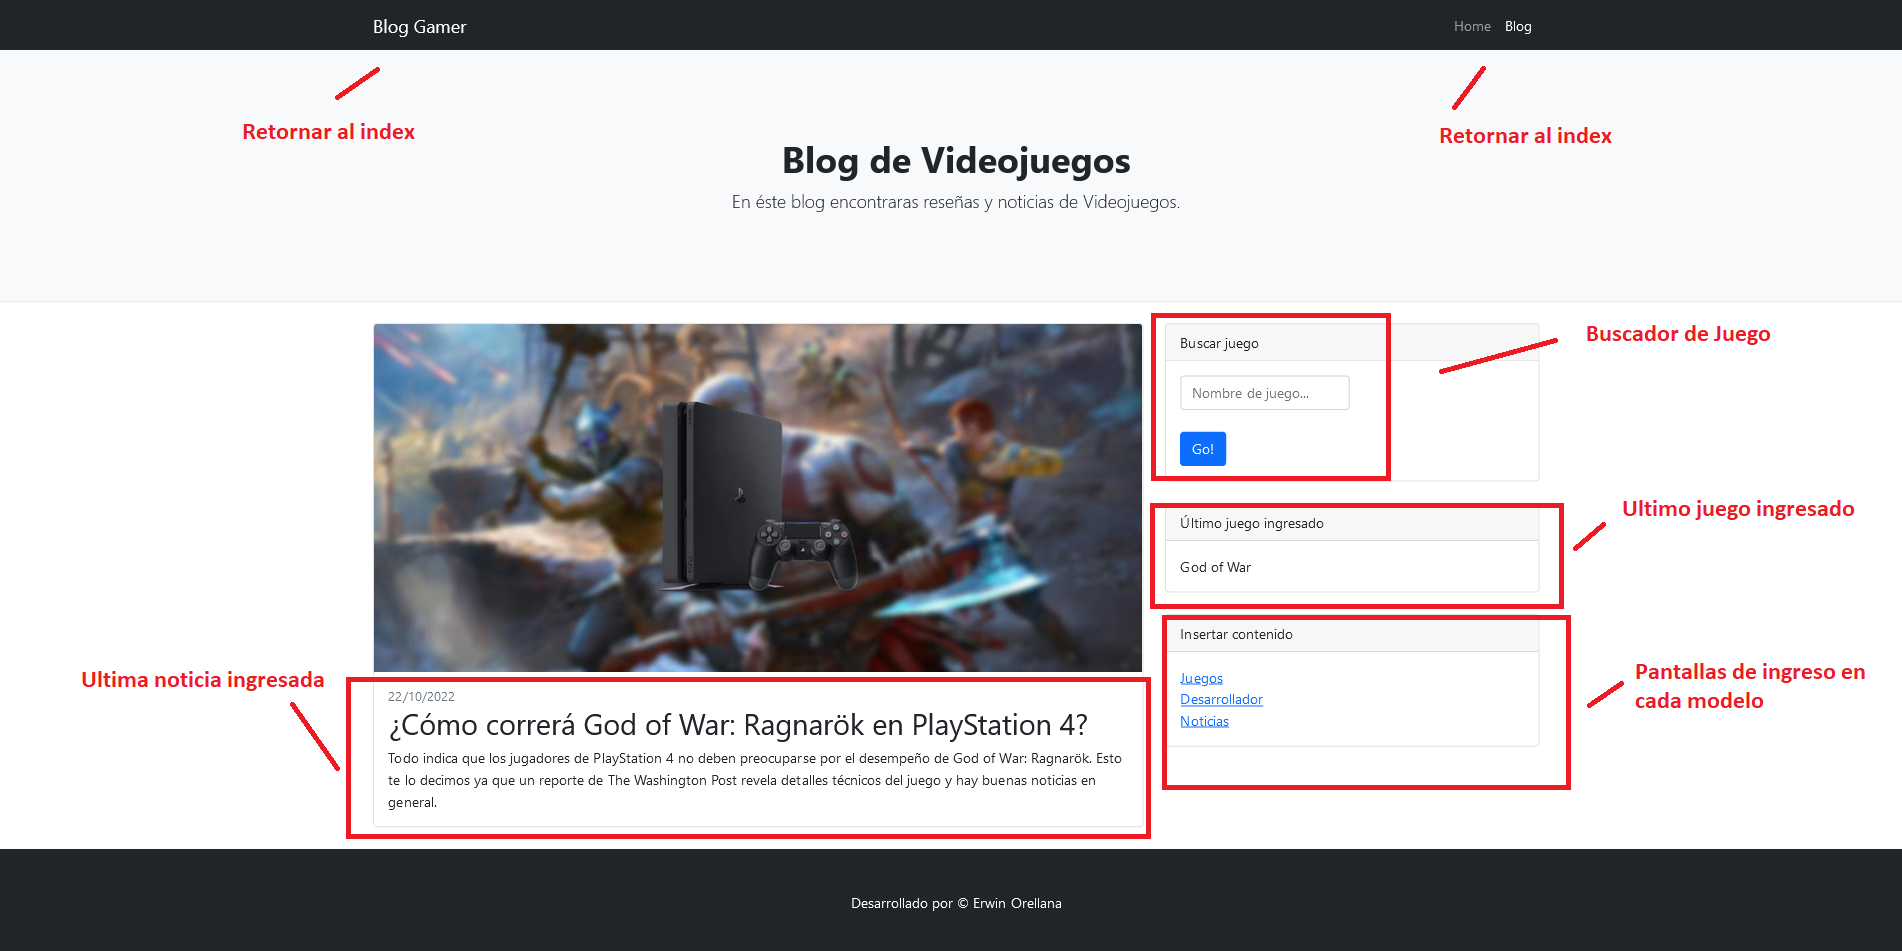 Blog Gamer
Home Blog
Retornar al index
Retornar al index
Blog de Videojuegos
En éste blog encontraras reseñas y noticias de Videojuegos.
Buscar juego
Nombre de juego...
Go!
Buscador de Juego
Último juego ingresado
God of War
Ultimo juego ingresado
Insertar contenido
Juegos
Desarrollador
Noticias
Pantallas de ingreso en
cada modelo
Ultima noticia ingresada
22/10/2022
¿Cómo correrá God of War: Ragnarök en PlayStation 4?
Todo indica que los jugadores de PlayStation 4 no deben preocuparse por el desempeño de God of War: Ragnarök. Esto
te lo decimos ya que un reporte de The Washington Post revela detalles técnicos del juego y hay buenas noticias en
general.
Desarrollado por © Erwin Orellana